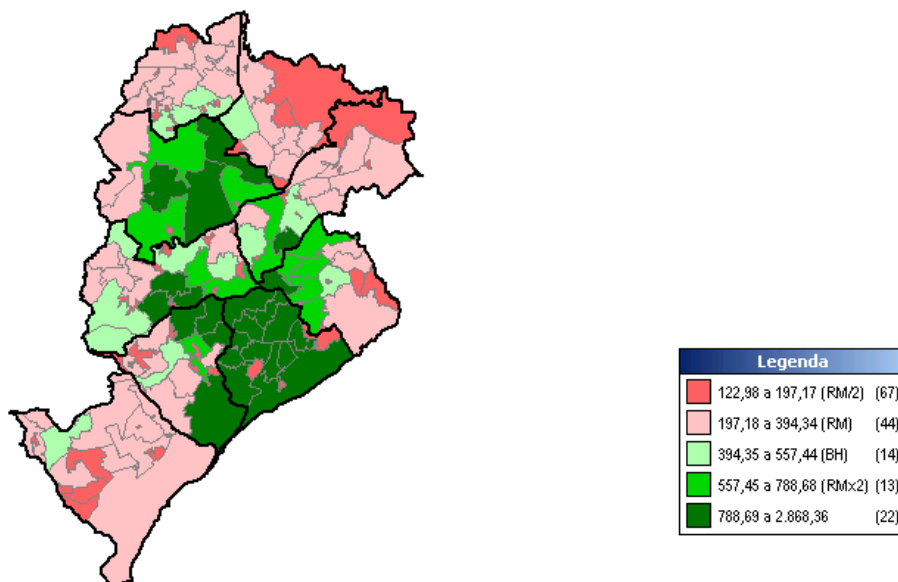 Legenda
122,98 a 197,17 (RM/2) (67)
197,18 a 394,34 (RM) (44)
394,35 a 557,44 (BH) (14)
557,45 a 788,68 (RMx2) (13)
788,69 a 2.868,36 (22)